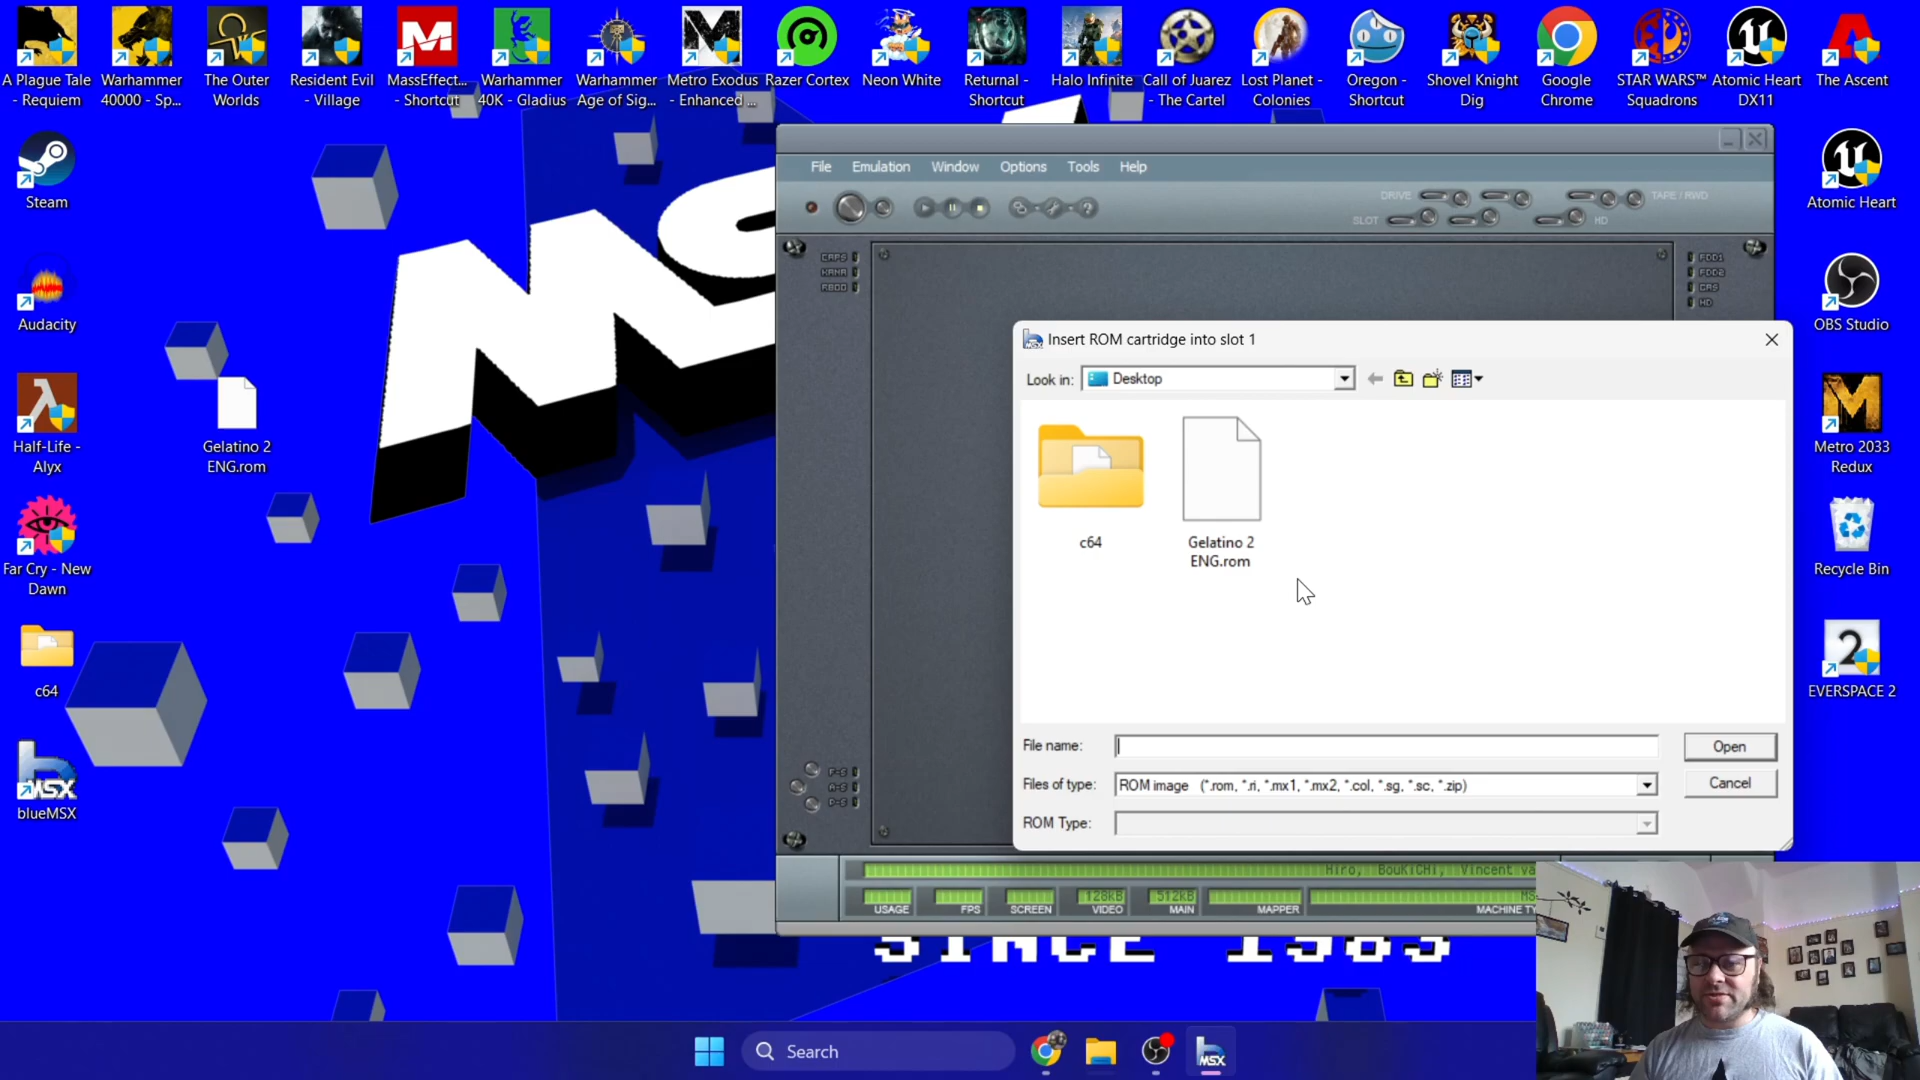 A Plague Tale
- Requiem
Warhammer
40000 - Sp...
The Outer
Worlds
Resident Evil
- Village
MassEffect...
- Shortcut
Warhammer
40K - Gladius
Warhammer
Age of Sig...
Metro Exodus
- Enhanced ...
Razer Cortex
Neon White
Returnal -
Shortcut
Halo Infinite
Call of Juarez
- The Cartel
Lost Planet -
Colonies
Oregon -
Shortcut
Shovel Knight
Dig
Google
Chrome
STAR WARS™
Squadrons
Atomic Heart
DX11
The Ascent
Steam
Audacity
Half-Life -
Alyx
Gelatino 2
ENG.rom
Far Cry - New
Dawn
c64
MSX
blueMSX
MS
File Emulation Window Options Tools Help
DRIVE
TAPE / RWD
SLOT
HD
CAPS
KANA
FDD1
FDD2
CAS
HD
Insert ROM cartridge into slot 1
Look in: Desktop
c64
Gelatino 2
ENG.rom
File name:
Open
Files of type: ROM image (*.rom, *.ri, *.mx1, *.mx2, *.col, *.sg, *.sc, *.zip)
Cancel
ROM Type:
Hiro, BouKiCHi, Vincent va
128kB 512kB MS
USAGE FPS SCREEN VIDEO MAIN MAPPER MACHINE TY
SINCE 1983
Atomic Heart
OBS Studio
Metro 2033
Redux
Recycle Bin
2
EVERSPACE 2
Search
MSX